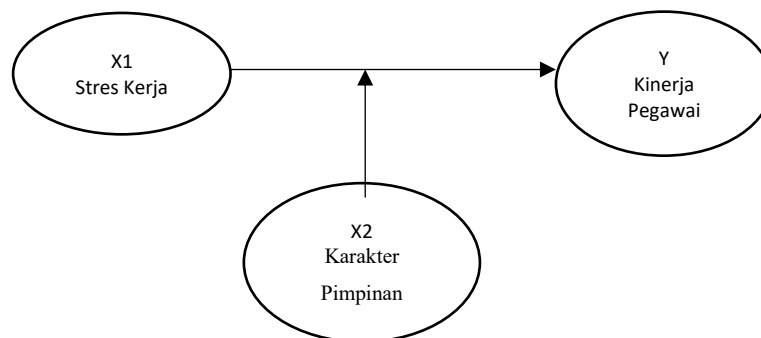 X1
Stres Kerja
Y
Kinerja
Pegawai
X2
Karakter
Pimpinan